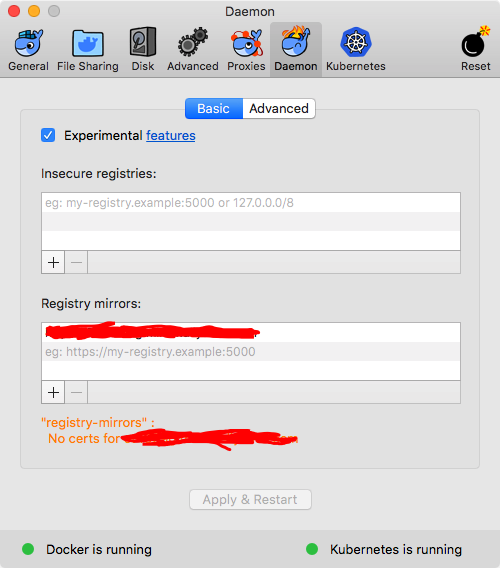 Daemon
General File Sharing Disk Advanced Proxies Daemon Kubernetes Reset
Basic Advanced
Experimental features
Insecure registries:
eg: my-registry.example:5000 or 127.0.0.0/8
+ −
Registry mirrors:
eg: https://my-registry.example:5000
+ −
"registry-mirrors" :
No certs for
Apply & Restart
Docker is running Kubernetes is running